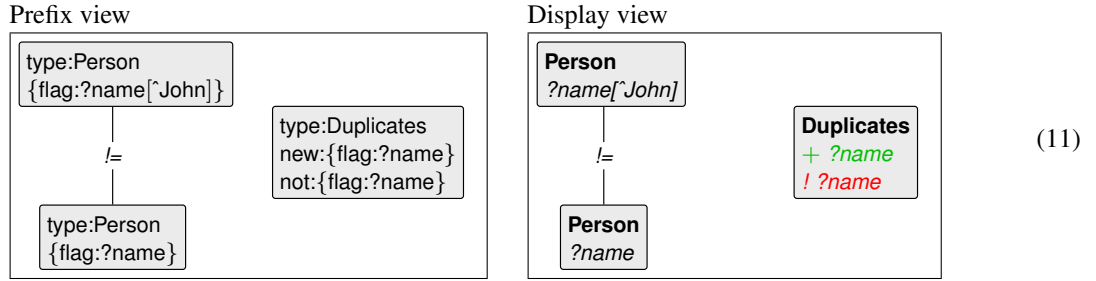 Prefix view
type:Person
{flag:?name[ˆJohn]}
!=
type:Person
{flag:?name}
type:Duplicates
new:{flag:?name}
not:{flag:?name}
Display view
Person
?name[ˆJohn]
!=
Person
?name
Duplicates
+ ?name
! ?name
(11)